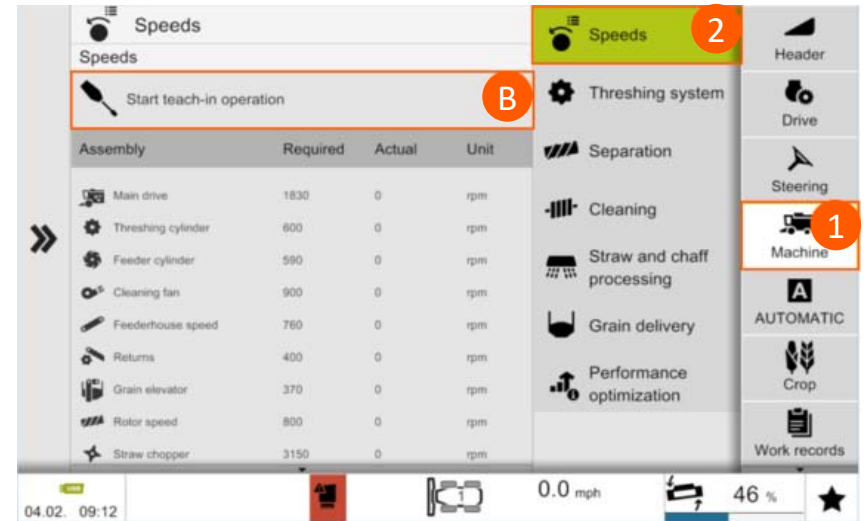 Speeds
Speeds
Start teach-in operation
B
Assembly Required Actual Unit
Main drive 1830 0 rpm
Threshing cylinder 600 0 rpm
Feeder cylinder 590 0 rpm
Cleaning fan 900 0 rpm
Feederhouse speed 760 0 rpm
Returns 400 0 rpm
Grain elevator 370 0 rpm
Rotor speed 800 0 rpm
Straw chopper 3150 0 rpm
Speeds
2
Threshing system
Separation
Cleaning
Straw and chaff
processing
Grain delivery
Performance
optimization
Header
Drive
Steering
1
Machine
A
AUTOMATIC
Crop
Work records
04.02. 09:12
1
0.0 mph
46 %